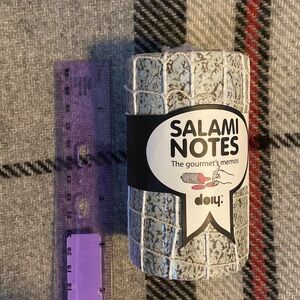 SALAMI
NOTES
The gourmet's memos
doiy: